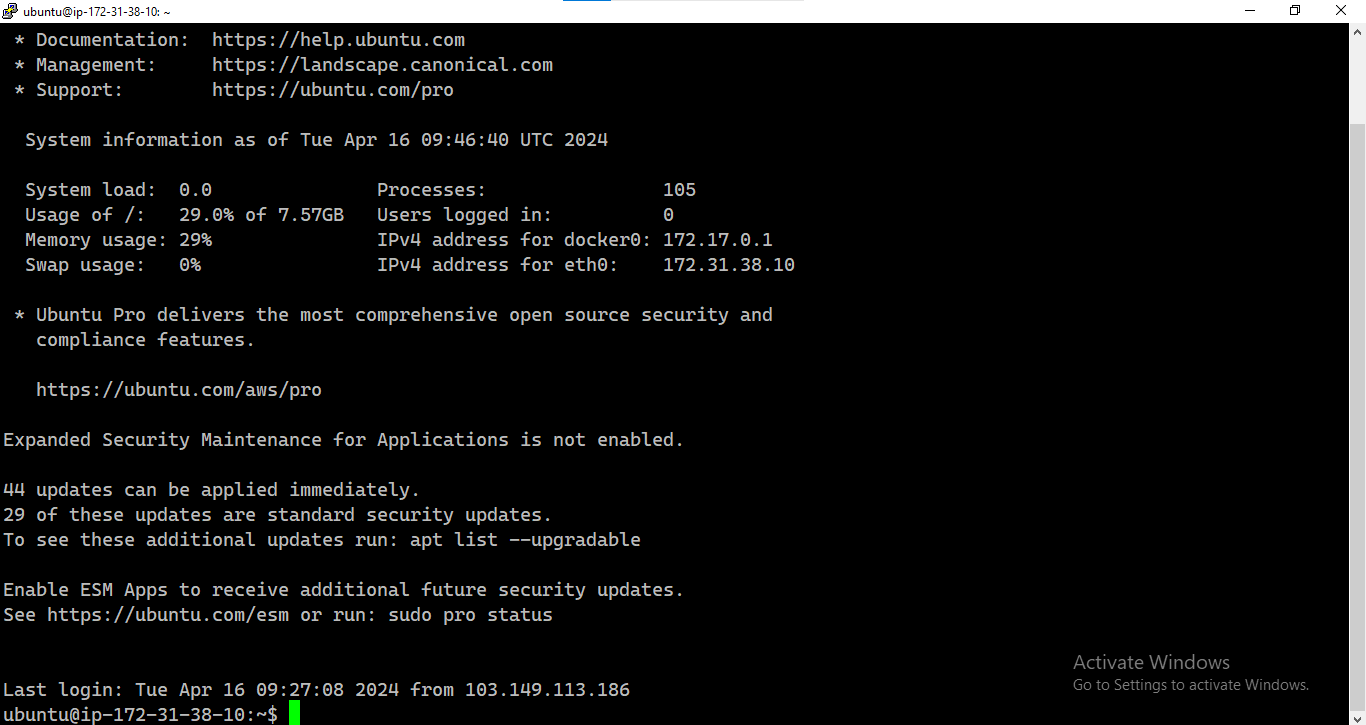 ubuntu@ip-172-31-38-10: ~
* Documentation:  https://help.ubuntu.com
* Management:     https://landscape.canonical.com
* Support:        https://ubuntu.com/pro
System information as of Tue Apr 16 09:46:40 UTC 2024
System load:  0.0               Processes:                105
Usage of /:   29.0% of 7.57GB   Users logged in:          0
Memory usage: 29%               IPv4 address for docker0: 172.17.0.1
Swap usage:   0%                IPv4 address for eth0:    172.31.38.10
* Ubuntu Pro delivers the most comprehensive open source security and
compliance features.
https://ubuntu.com/aws/pro
Expanded Security Maintenance for Applications is not enabled.
44 updates can be applied immediately.
29 of these updates are standard security updates.
To see these additional updates run: apt list --upgradable
Enable ESM Apps to receive additional future security updates.
See https://ubuntu.com/esm or run: sudo pro status
Last login: Tue Apr 16 09:27:08 2024 from 103.149.113.186
ubuntu@ip-172-31-38-10:~$
Activate Windows
Go to Settings to activate Windows.